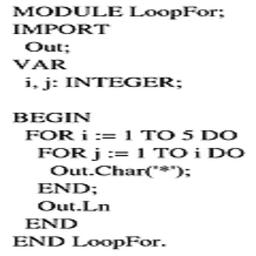 MODULE LoopFor;
IMPORT
Out;
VAR
i, j: INTEGER;
BEGIN
FOR i := 1 TO 5 DO
FOR j := 1 TO i DO
Out.Char('*');
END;
Out.Ln
END
END LoopFor.